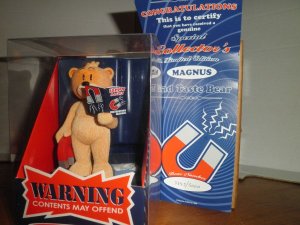 CONGRATULATIONS
This is to certify
that you have received a
genuine
Special
Collector's
Limited Edition
MAGNUS
Bad Taste Bear
WARNING
CONTENTS MAY OFFEND